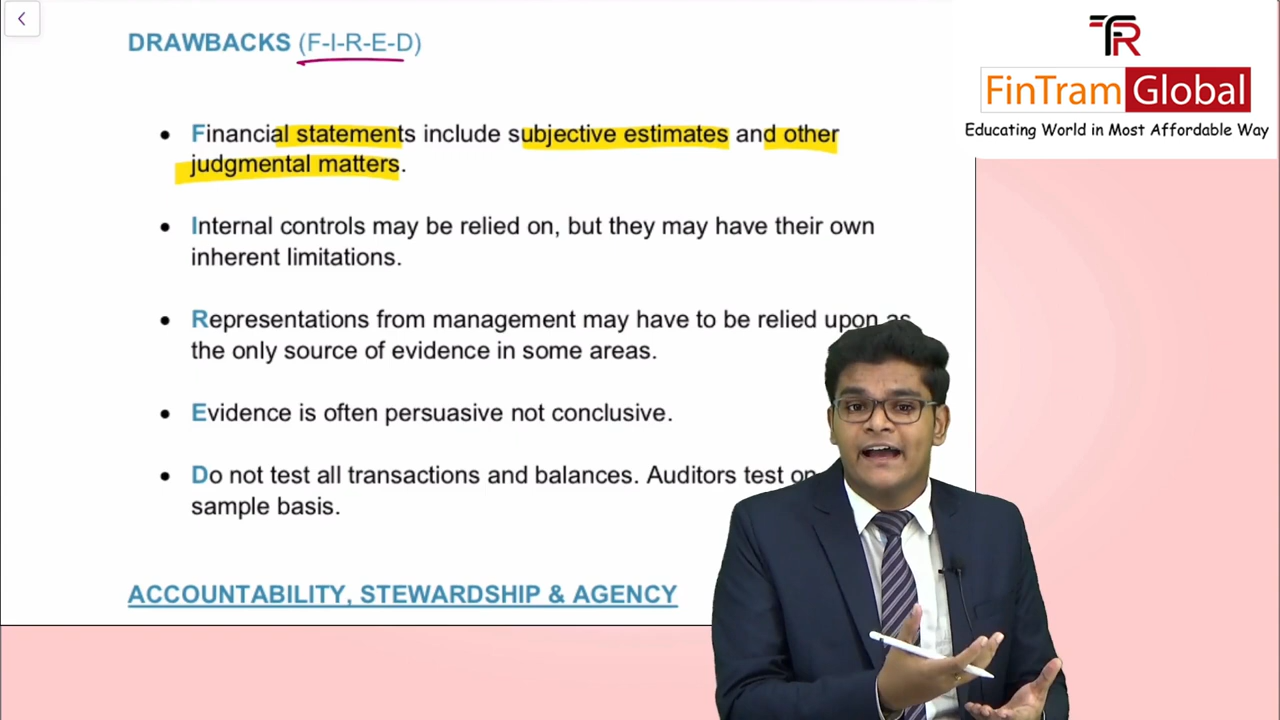 DRAWBACKS (F-I-R-E-D)
TFR
FinTram Global
Educating World in Most Affordable Way
Financial statements include subjective estimates and other
judgmental matters.
Internal controls may be relied on, but they may have their own
inherent limitations.
Representations from management may have to be relied upon as
the only source of evidence in some areas.
Evidence is often persuasive not conclusive.
Do not test all transactions and balances. Auditors test on
sample basis.
ACCOUNTABILITY, STEWARDSHIP & AGENCY